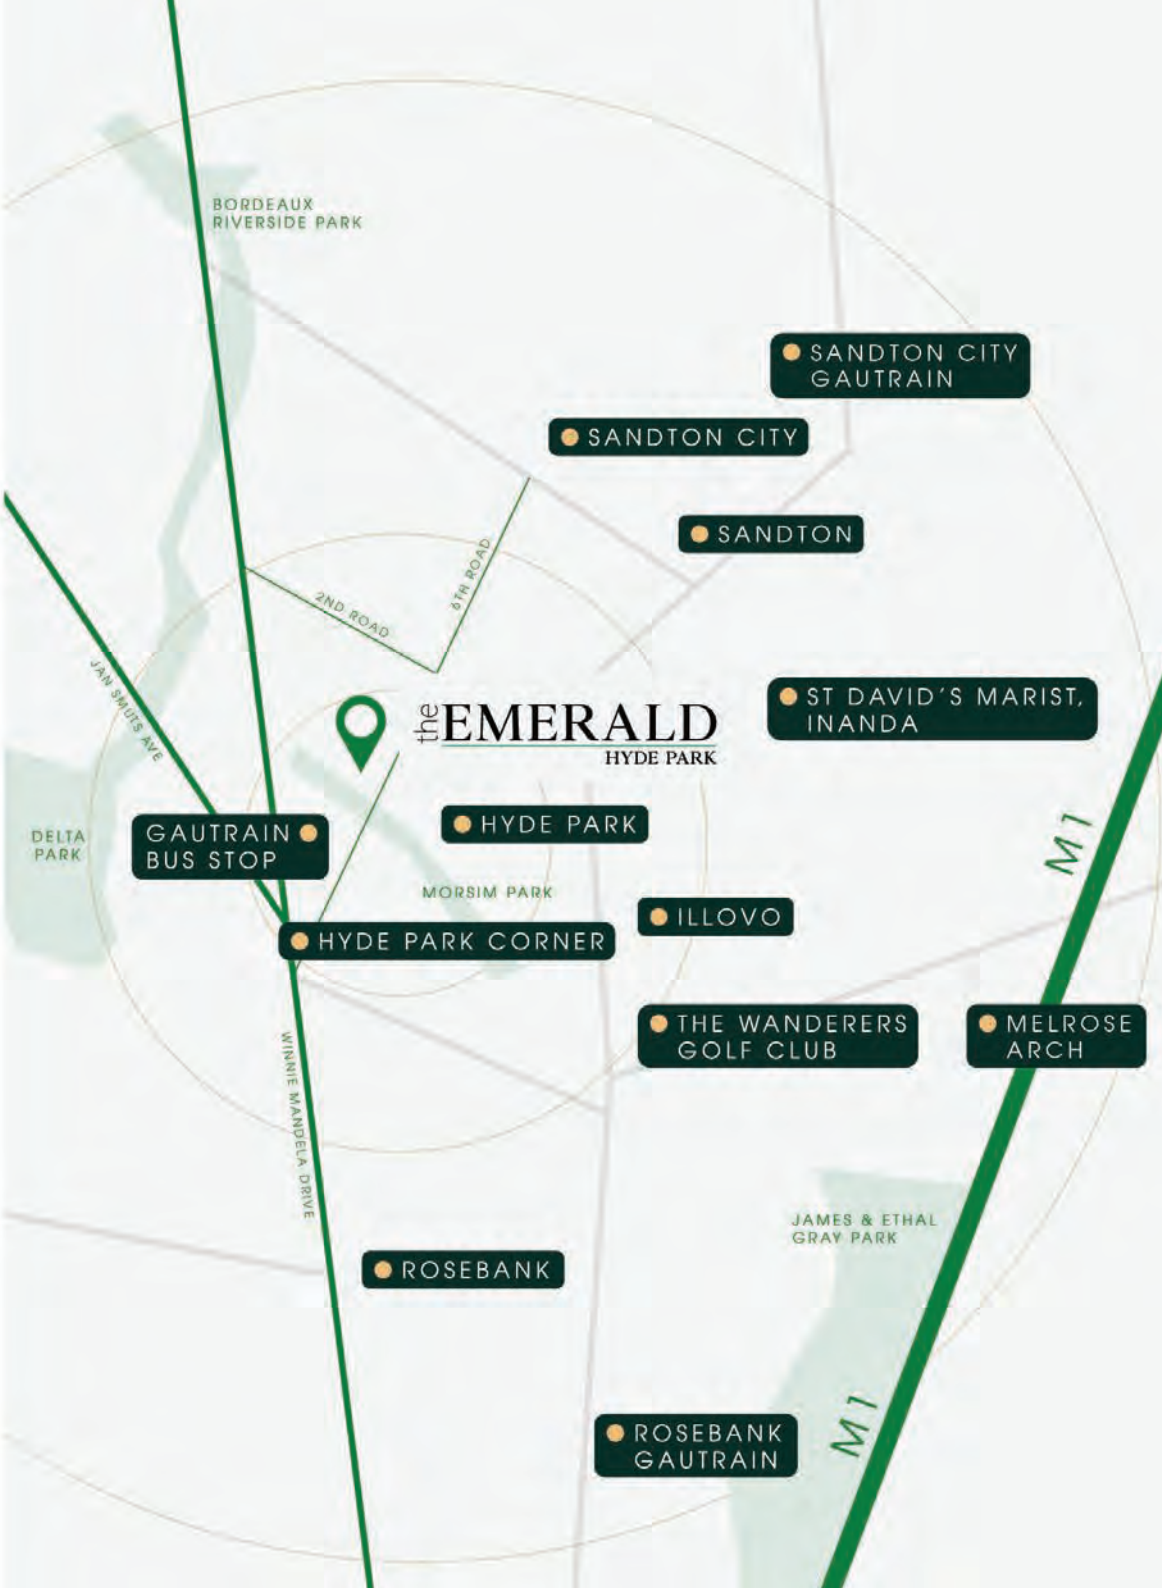 BORDEAUX
RIVERSIDE PARK
SANDTON CITY
GAUTRAIN
SANDTON CITY
SANDTON
6TH ROAD
2ND ROAD
JAN SMUTS AVE
the EMERALD
HYDE PARK
ST DAVID'S MARIST,
INANDA
M1
DELTA
PARK
GAUTRAIN
BUS STOP
HYDE PARK
MORSIM PARK
ILLOVO
HYDE PARK CORNER
THE WANDERERS
GOLF CLUB
MELROSE
ARCH
WINNIE MANDELA DRIVE
JAMES & ETHAL
GRAY PARK
ROSEBANK
M1
ROSEBANK
GAUTRAIN